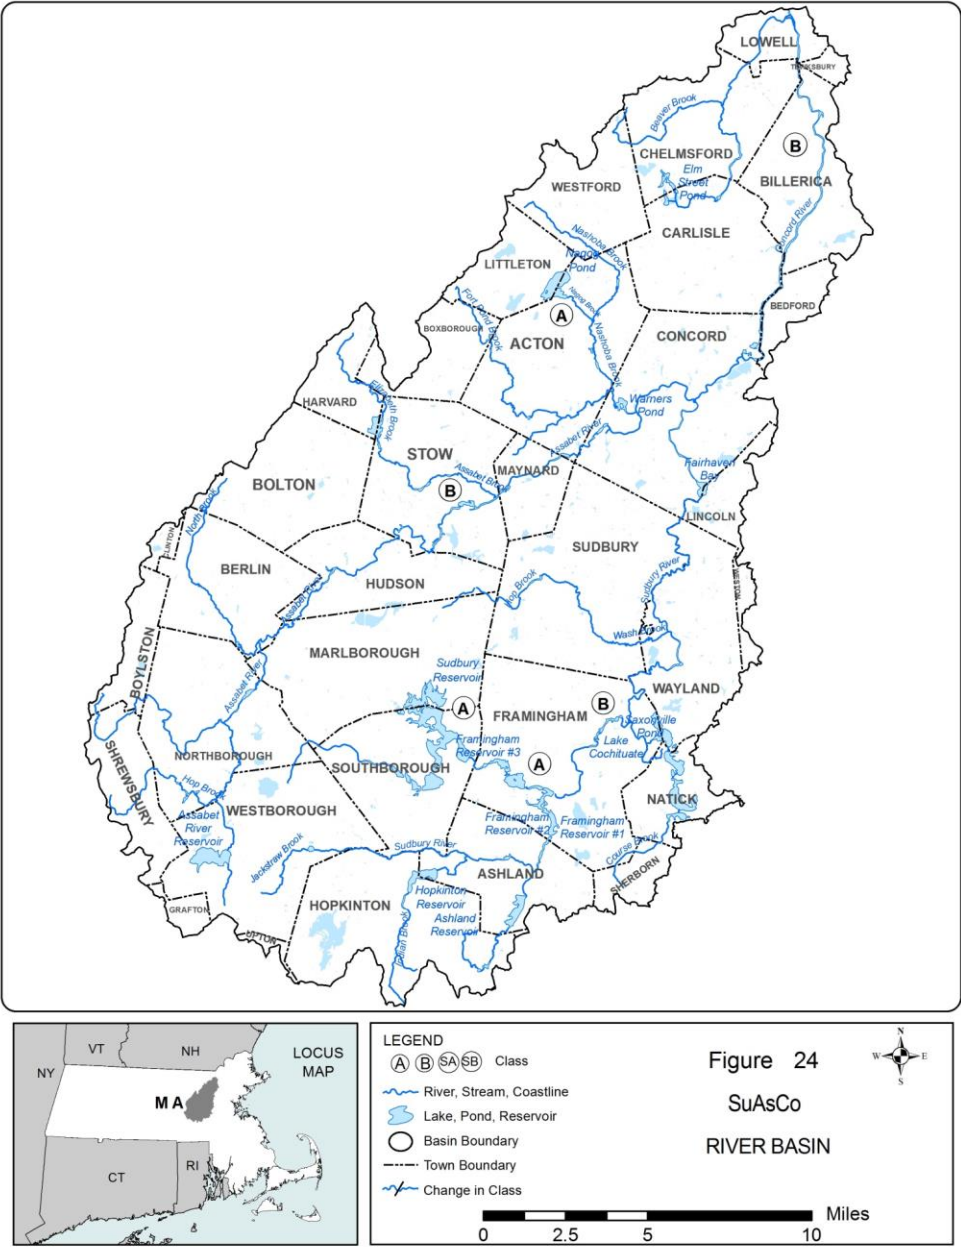 LOWELL
TEWKSBURY
Beaver Brook
B
CHELMSFORD
Elm
Street
Pond
BILLERICA
WESTFORD
Concord River
CARLISLE
Nashoba Brook
Nagog
Pond
LITTLETON
Nagog Brook
Fort Pond Brook
BEDFORD
A
BOXBOROUGH
ACTON
Nashoba Brook
CONCORD
HARVARD
Elizabeth Brook
Warners
Pond
Assabet River
STOW
Fairhaven
Bay
MAYNARD
Assabet Brook
BOLTON
B
North Brook
LINCOLN
CLINTON
SUDBURY
BERLIN
HUDSON
Hop Brook
Sudbury River
WESTON
Assabet River
Wash Brook
BOYLSTON
MARLBOROUGH
Sudbury
Reservoir
Assabet River
WAYLAND
A
FRAMINGHAM
B
Saxonville
Pond
Framingham
Reservoir #3
Lake
Cochituate
NORTHBOROUGH
SOUTHBOROUGH
A
SHREWSBURY
Hop Brook
NATICK
WESTBOROUGH
Assabet
River
Reservoir
Framingham
Reservoir #2
Framingham
Reservoir #1
Jackstraw Brook
Sudbury River
Course Brook
ASHLAND
SHERBORN
HOPKINTON
Hopkinton
Reservoir
Ashland
Reservoir
GRAFTON
UPTON
Indian Brook
NY
VT
NH
LOCUS
MAP
MA
CT
RI
LEGEND
A B SA SB Class
River, Stream, Coastline
Lake, Pond, Reservoir
Basin Boundary
Town Boundary
Change in Class
Figure 24
SuAsCo
RIVER BASIN
N
W E
S
Miles
0 2.5 5 10